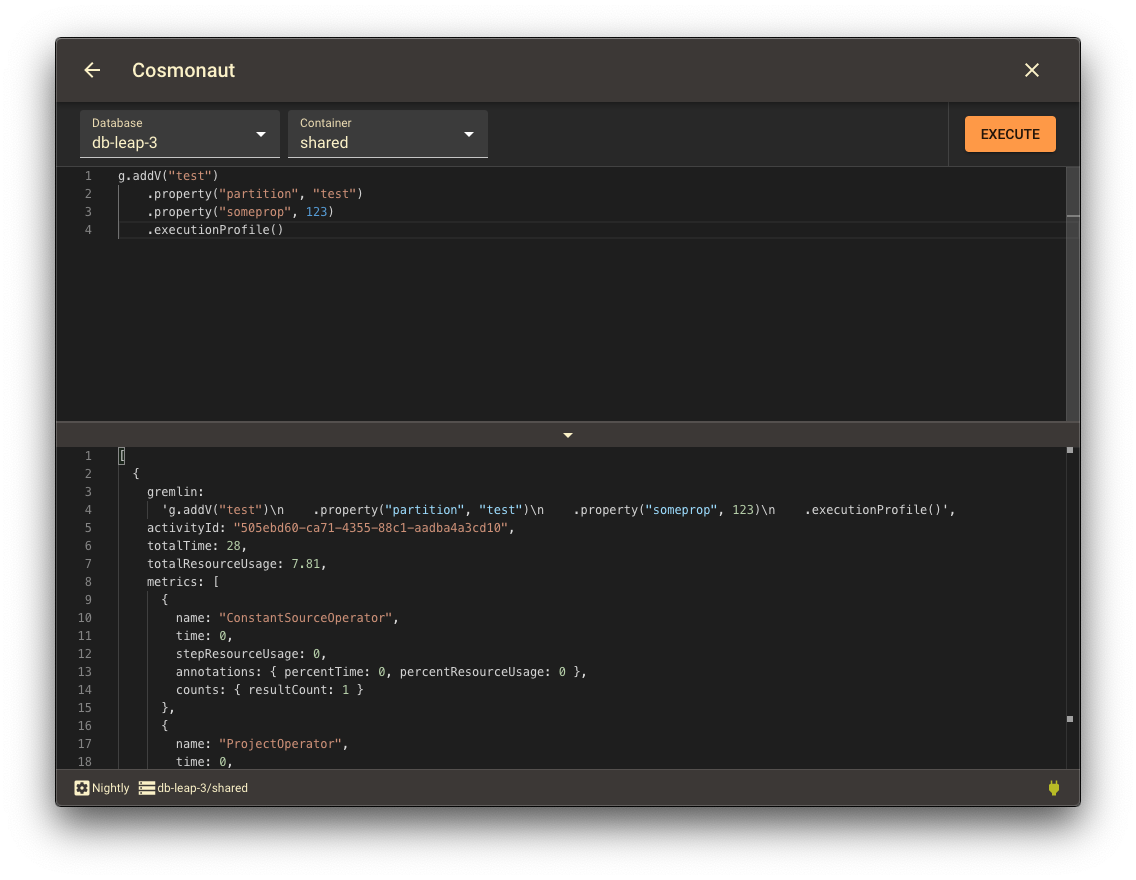 Cosmonaut
Database
db-leap-3
Container
shared
EXECUTE
1 g.addV("test")
2     .property("partition", "test")
3     .property("someprop", 123)
4     .executionProfile()
1 [
2   {
3     gremlin:
4       'g.addV("test")\n    .property("partition", "test")\n    .property("someprop", 123)\n    .executionProfile()',
5     activityId: "505ebd60-ca71-4355-88c1-aadba4a3cd10",
6     totalTime: 28,
7     totalResourceUsage: 7.81,
8     metrics: [
9       {
10         name: "ConstantSourceOperator",
11         time: 0,
12         stepResourceUsage: 0,
13         annotations: { percentTime: 0, percentResourceUsage: 0 },
14         counts: { resultCount: 1 }
15       },
16       {
17         name: "ProjectOperator",
18         time: 0,
Nightly db-leap-3/shared